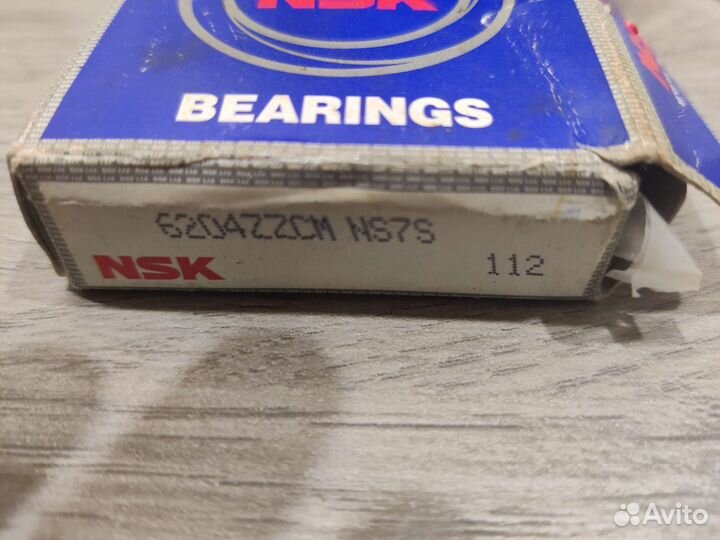 NSK
BEARINGS
6204ZZCM NS7S
NSK
112
Avito